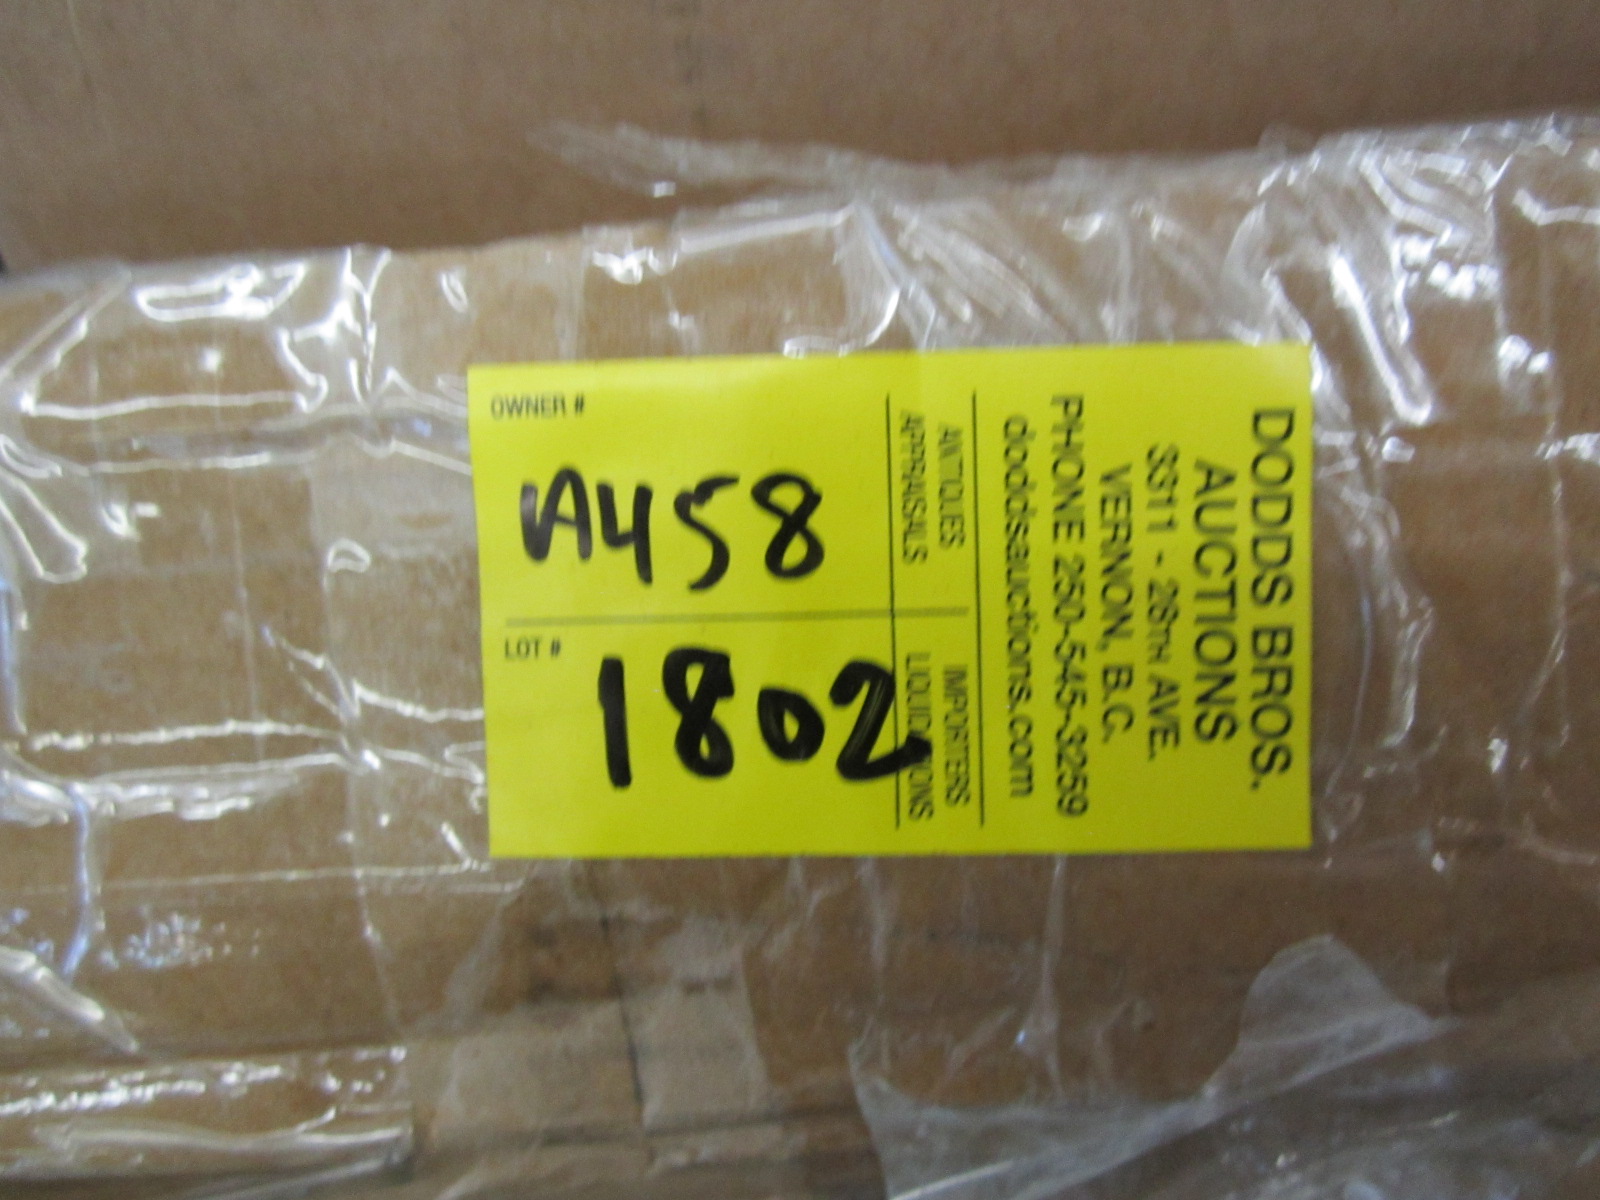 DODDS BROS.
AUCTIONS
3311 - 28TH AVE.
VERNON, B.C.
PHONE 250-545-3259
doddsauctions.com
ANTIQUES
IMPORTERS
APPRAISALS
LIQUIDATIONS
OWNER #
A458
LOT #
1802